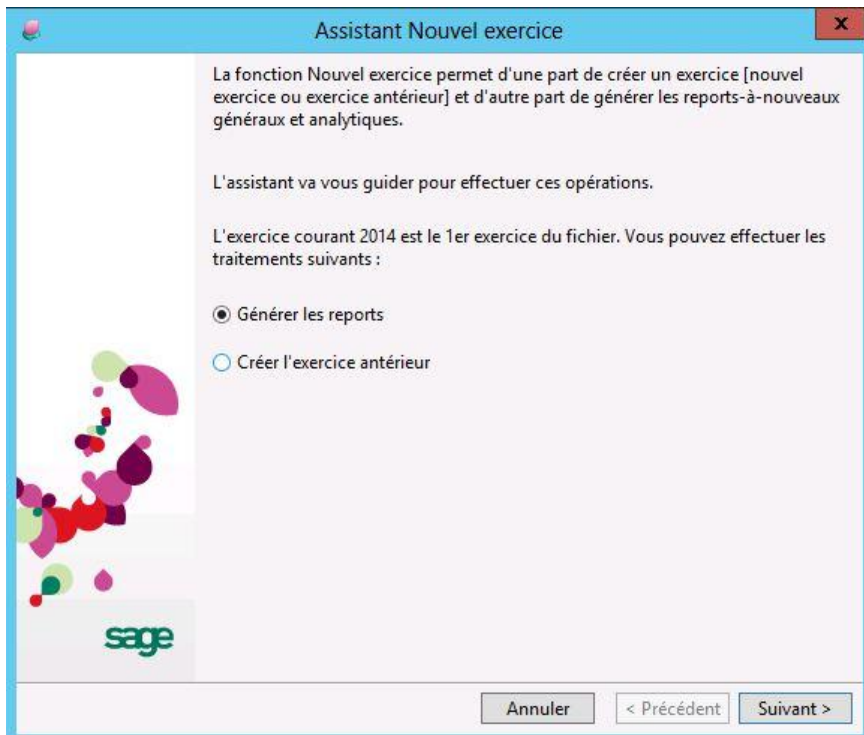 Assistant Nouvel exercice
x
La fonction Nouvel exercice permet d'une part de créer un exercice [nouvel
exercice ou exercice antérieur] et d'autre part de générer les reports-à-nouveaux
généraux et analytiques.
L'assistant va vous guider pour effectuer ces opérations.
L'exercice courant 2014 est le 1er exercice du fichier. Vous pouvez effectuer les
traitements suivants :
Générer les reports
Créer l'exercice antérieur
sage
Annuler
< Précédent
Suivant >